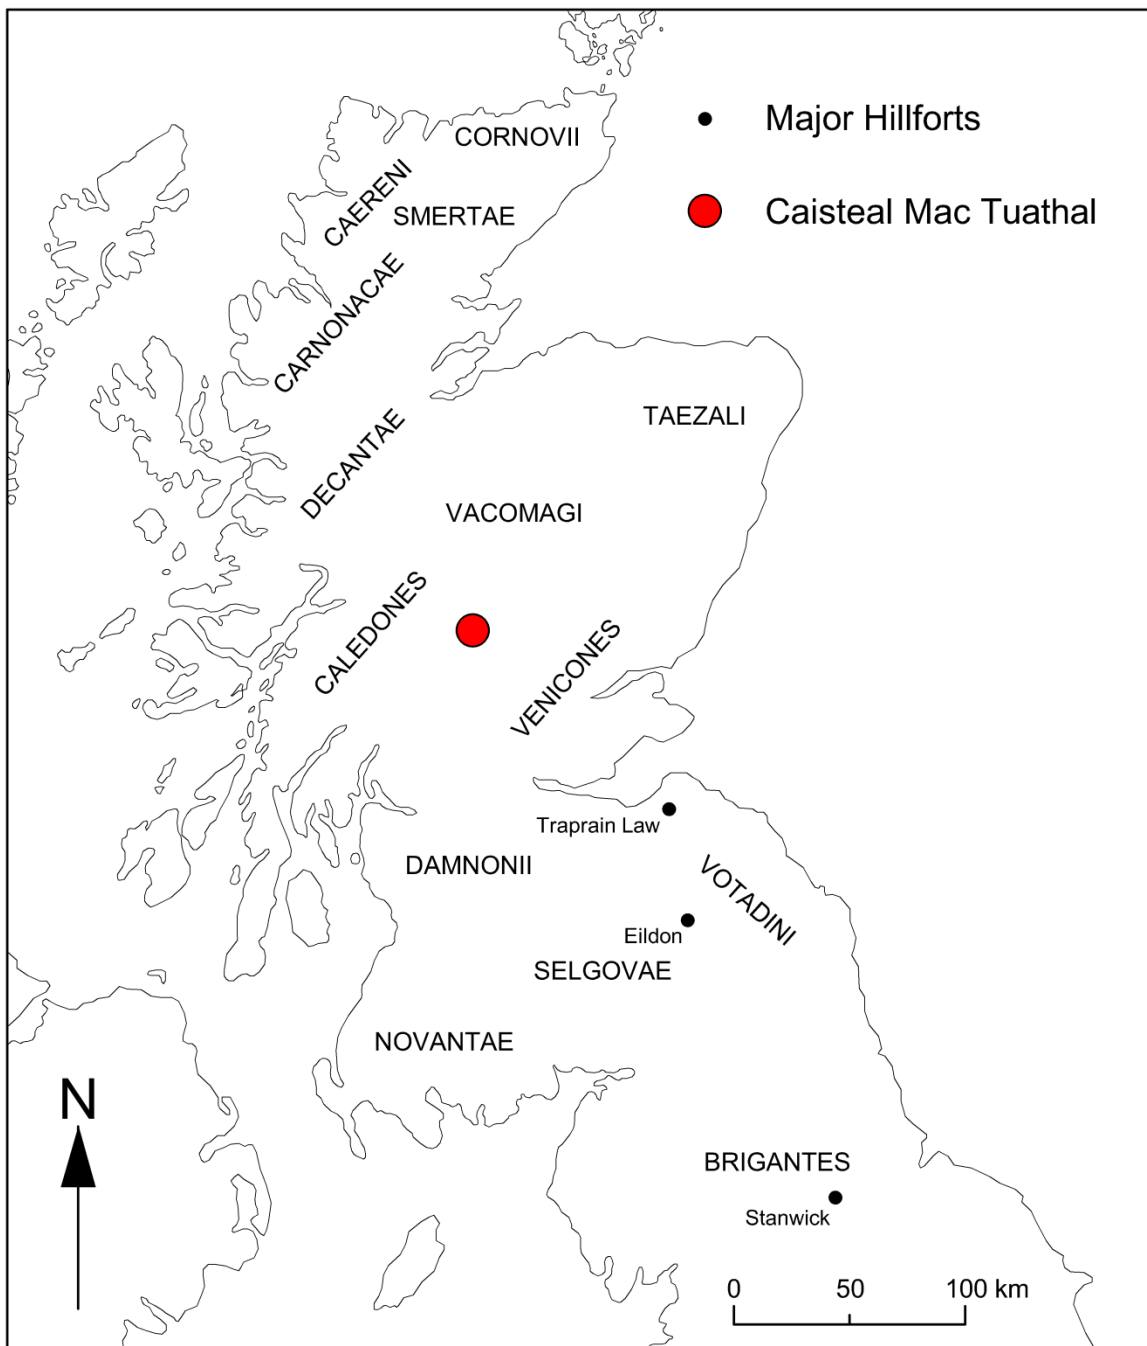 CORNOVII
Major Hillforts
CAERENI
SMERTAE
Caisteal Mac Tuathal
CARNONACAE
TAEZALI
DECANTAE
VACOMAGI
CALEDONES
VENICONES
Traprain Law
DAMNONII
VOTADINI
Eildon
SELGOVAE
NOVANTAE
N
BRIGANTES
Stanwick
0 50 100 km